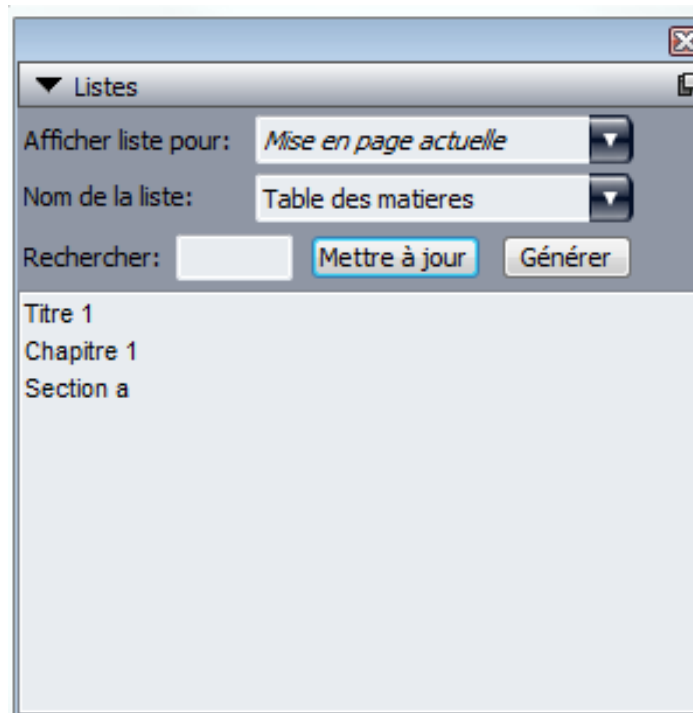 Listes
Afficher liste pour: Mise en page actuelle
Nom de la liste: Table des matieres
Rechercher: Mettre à jour Générer
Titre 1
Chapitre 1
Section a